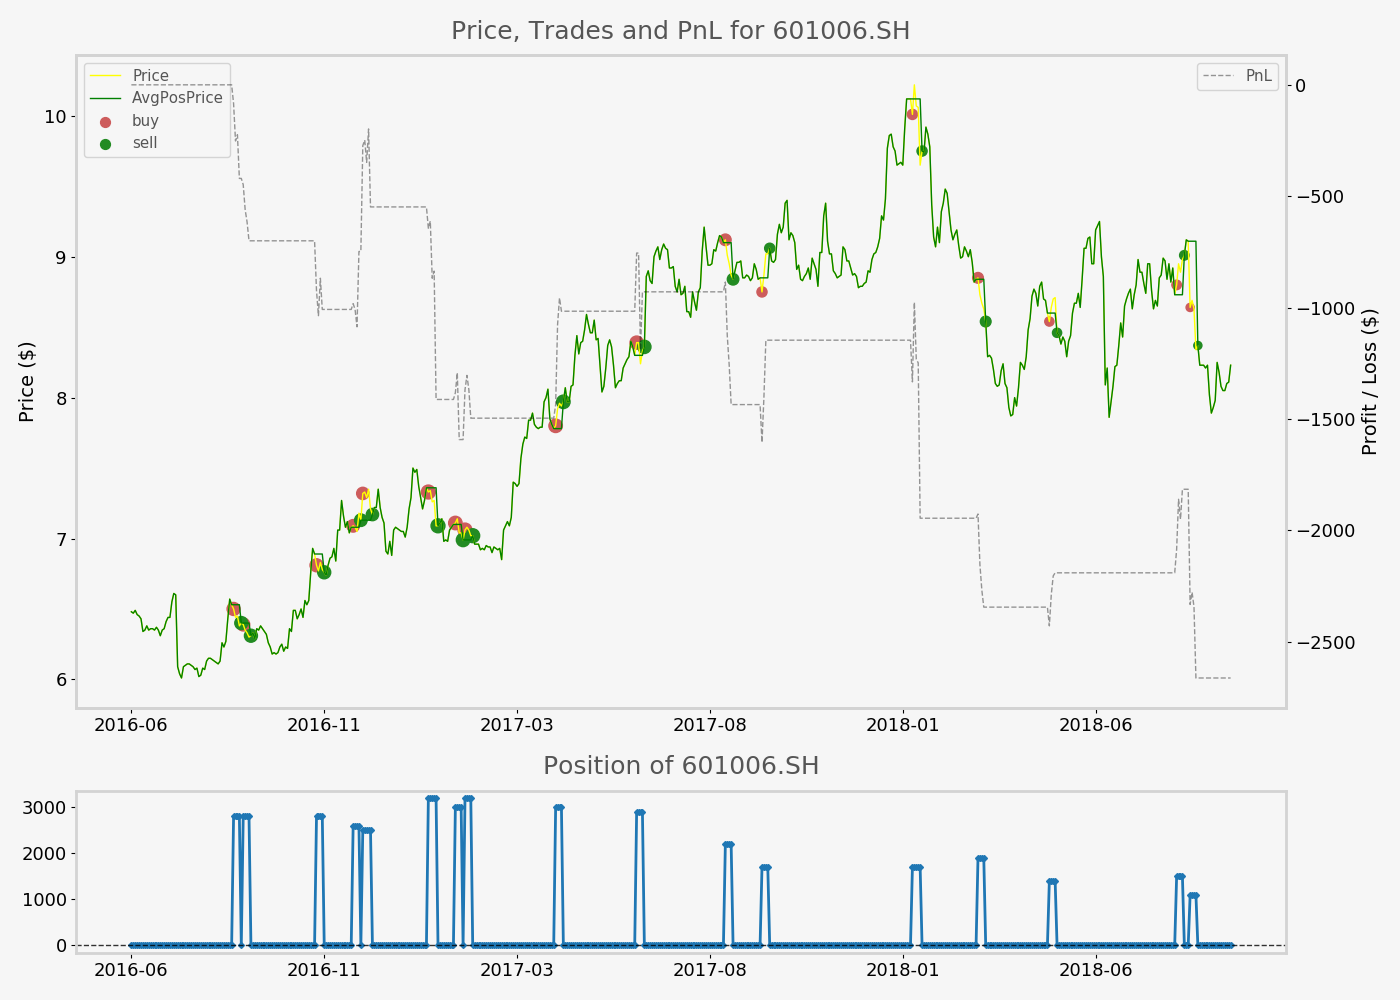 Price, Trades and PnL for 601006.SH
Price
AvgPosPrice
buy
sell
PnL
10
9
8
7
6
Price ($)
0
−500
−1000
−1500
−2000
−2500
Profit / Loss ($)
2016-06 2016-11 2017-03 2017-08 2018-01 2018-06
Position of 601006.SH
3000
2000
1000
0
2016-06 2016-11 2017-03 2017-08 2018-01 2018-06